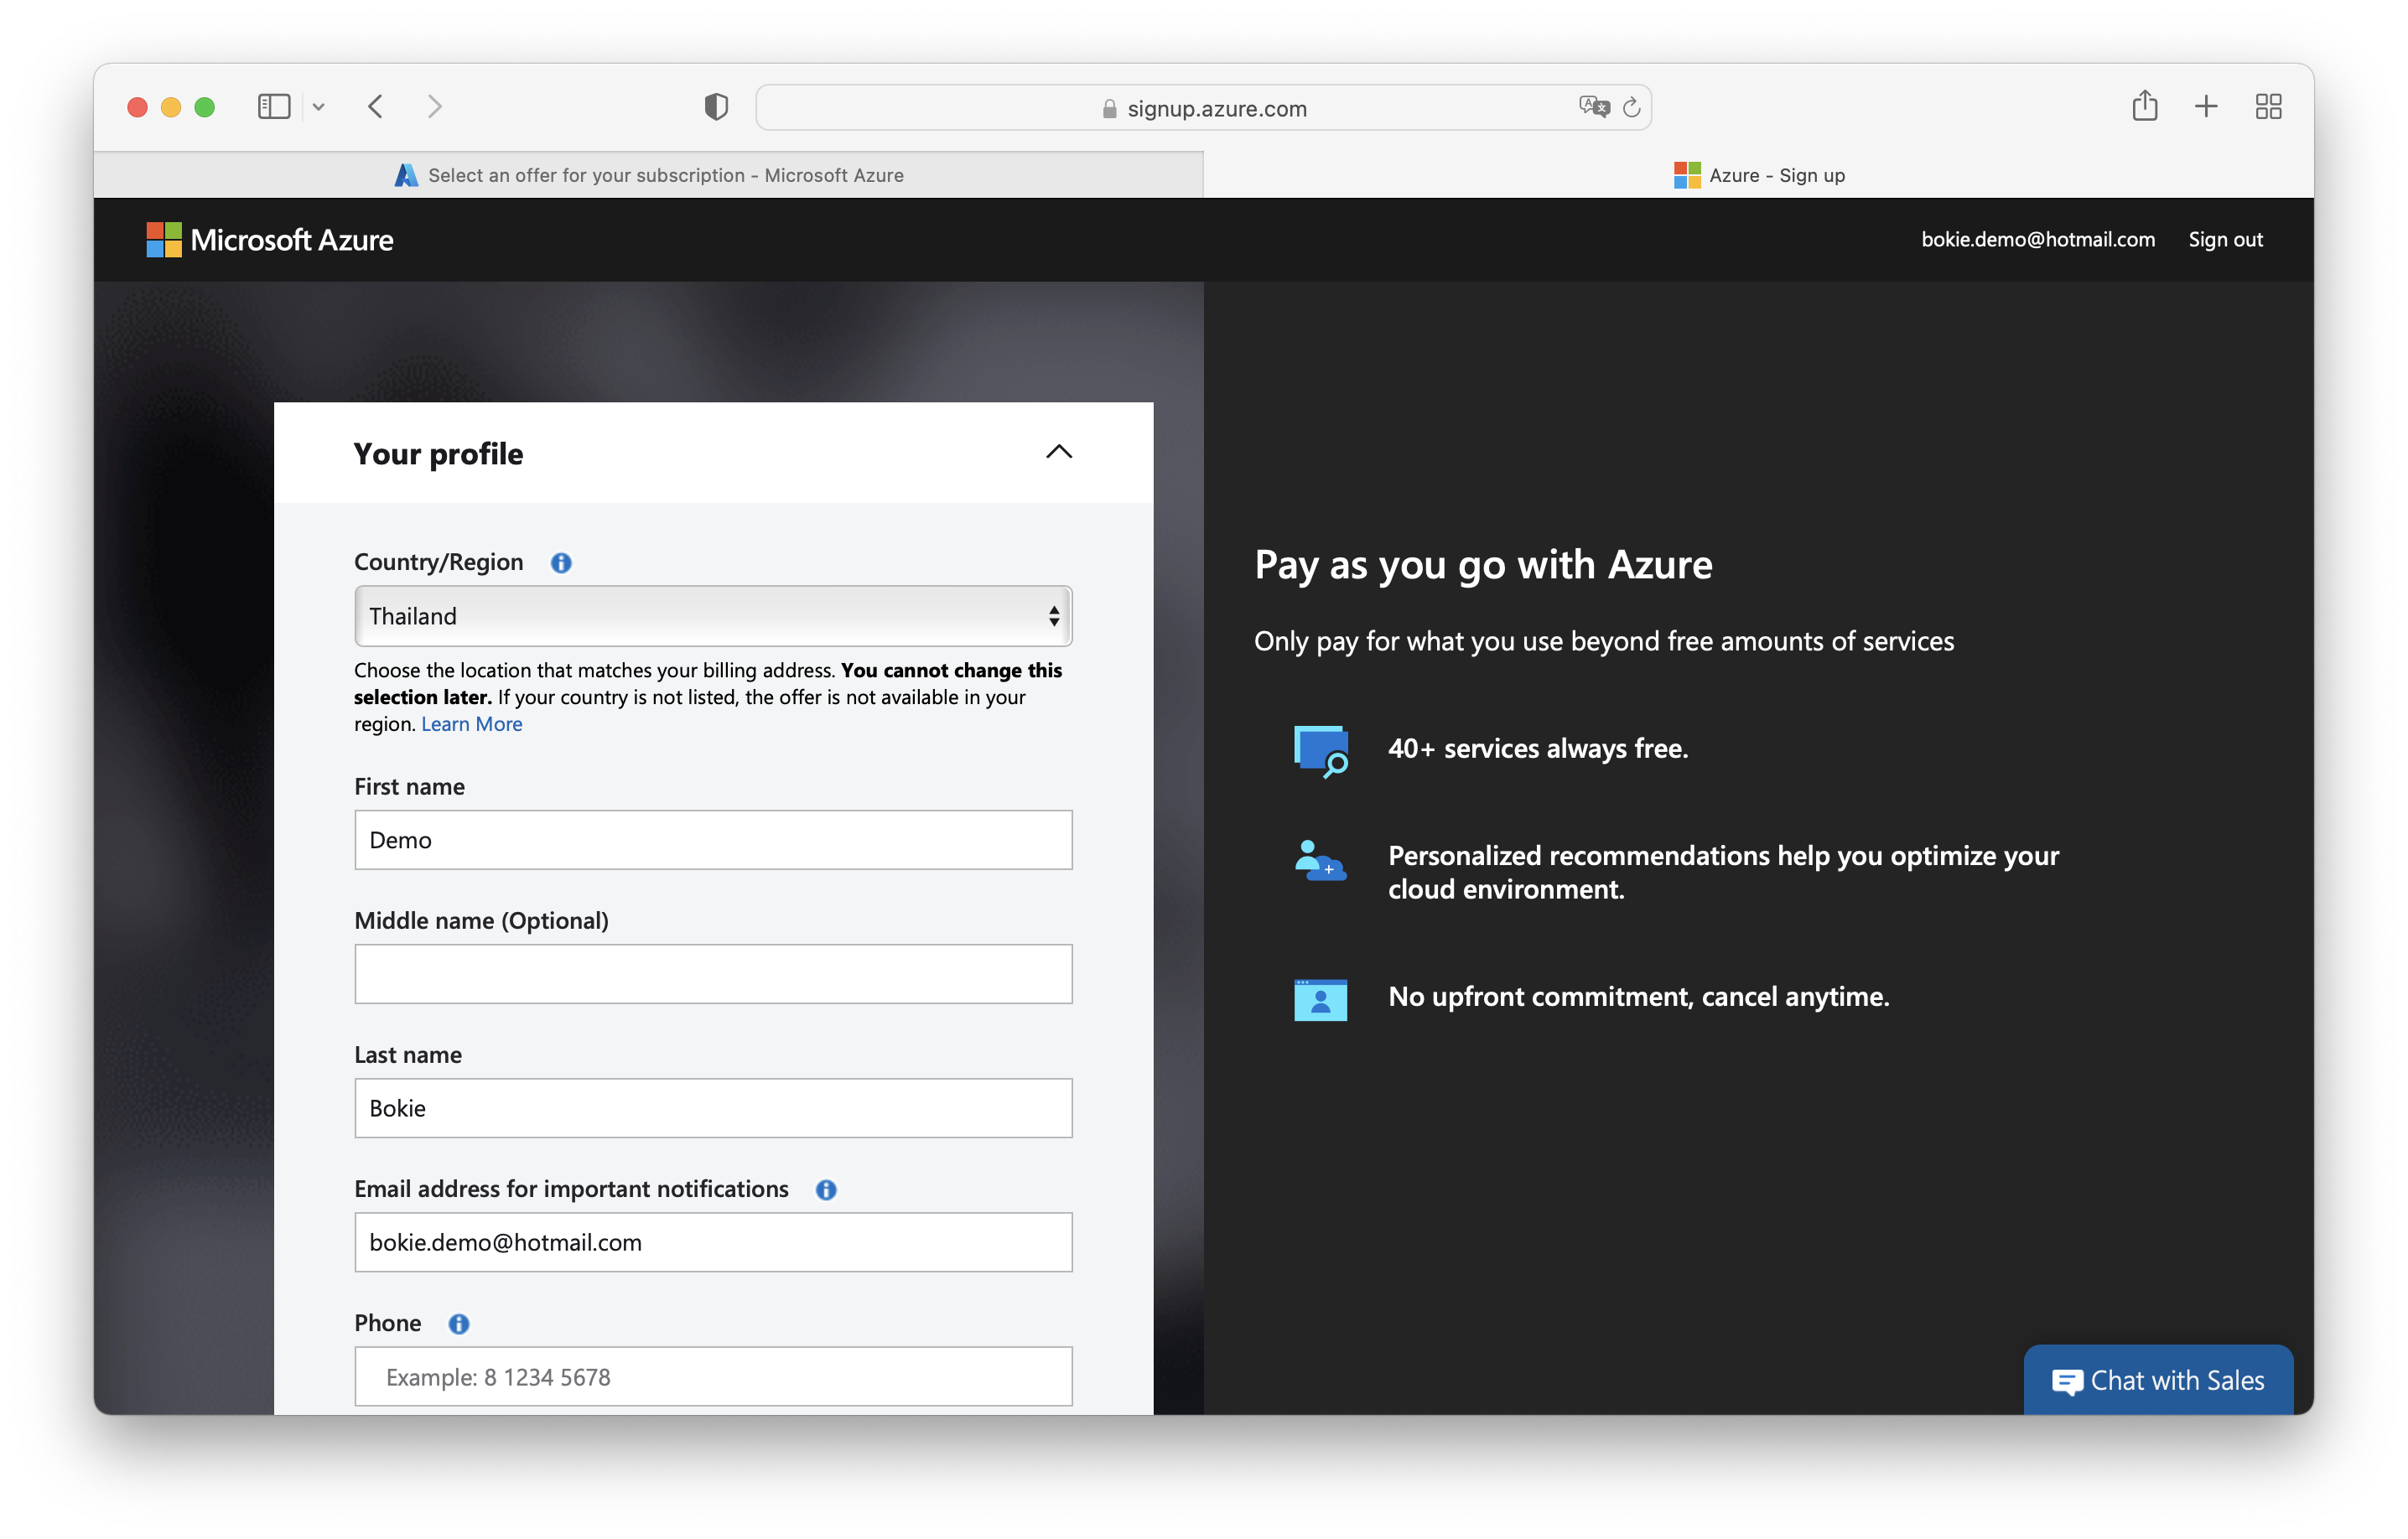 signup.azure.com
Select an offer for your subscription - Microsoft Azure
Azure - Sign up
Microsoft Azure
bokie.demo@hotmail.com
Sign out
Your profile
Country/Region
Thailand
Choose the location that matches your billing address. You cannot change this
selection later. If your country is not listed, the offer is not available in your
region. Learn More
First name
Demo
Middle name (Optional)
Last name
Bokie
Email address for important notifications
bokie.demo@hotmail.com
Phone
Example: 8 1234 5678
Pay as you go with Azure
Only pay for what you use beyond free amounts of services
40+ services always free.
Personalized recommendations help you optimize your
cloud environment.
No upfront commitment, cancel anytime.
Chat with Sales